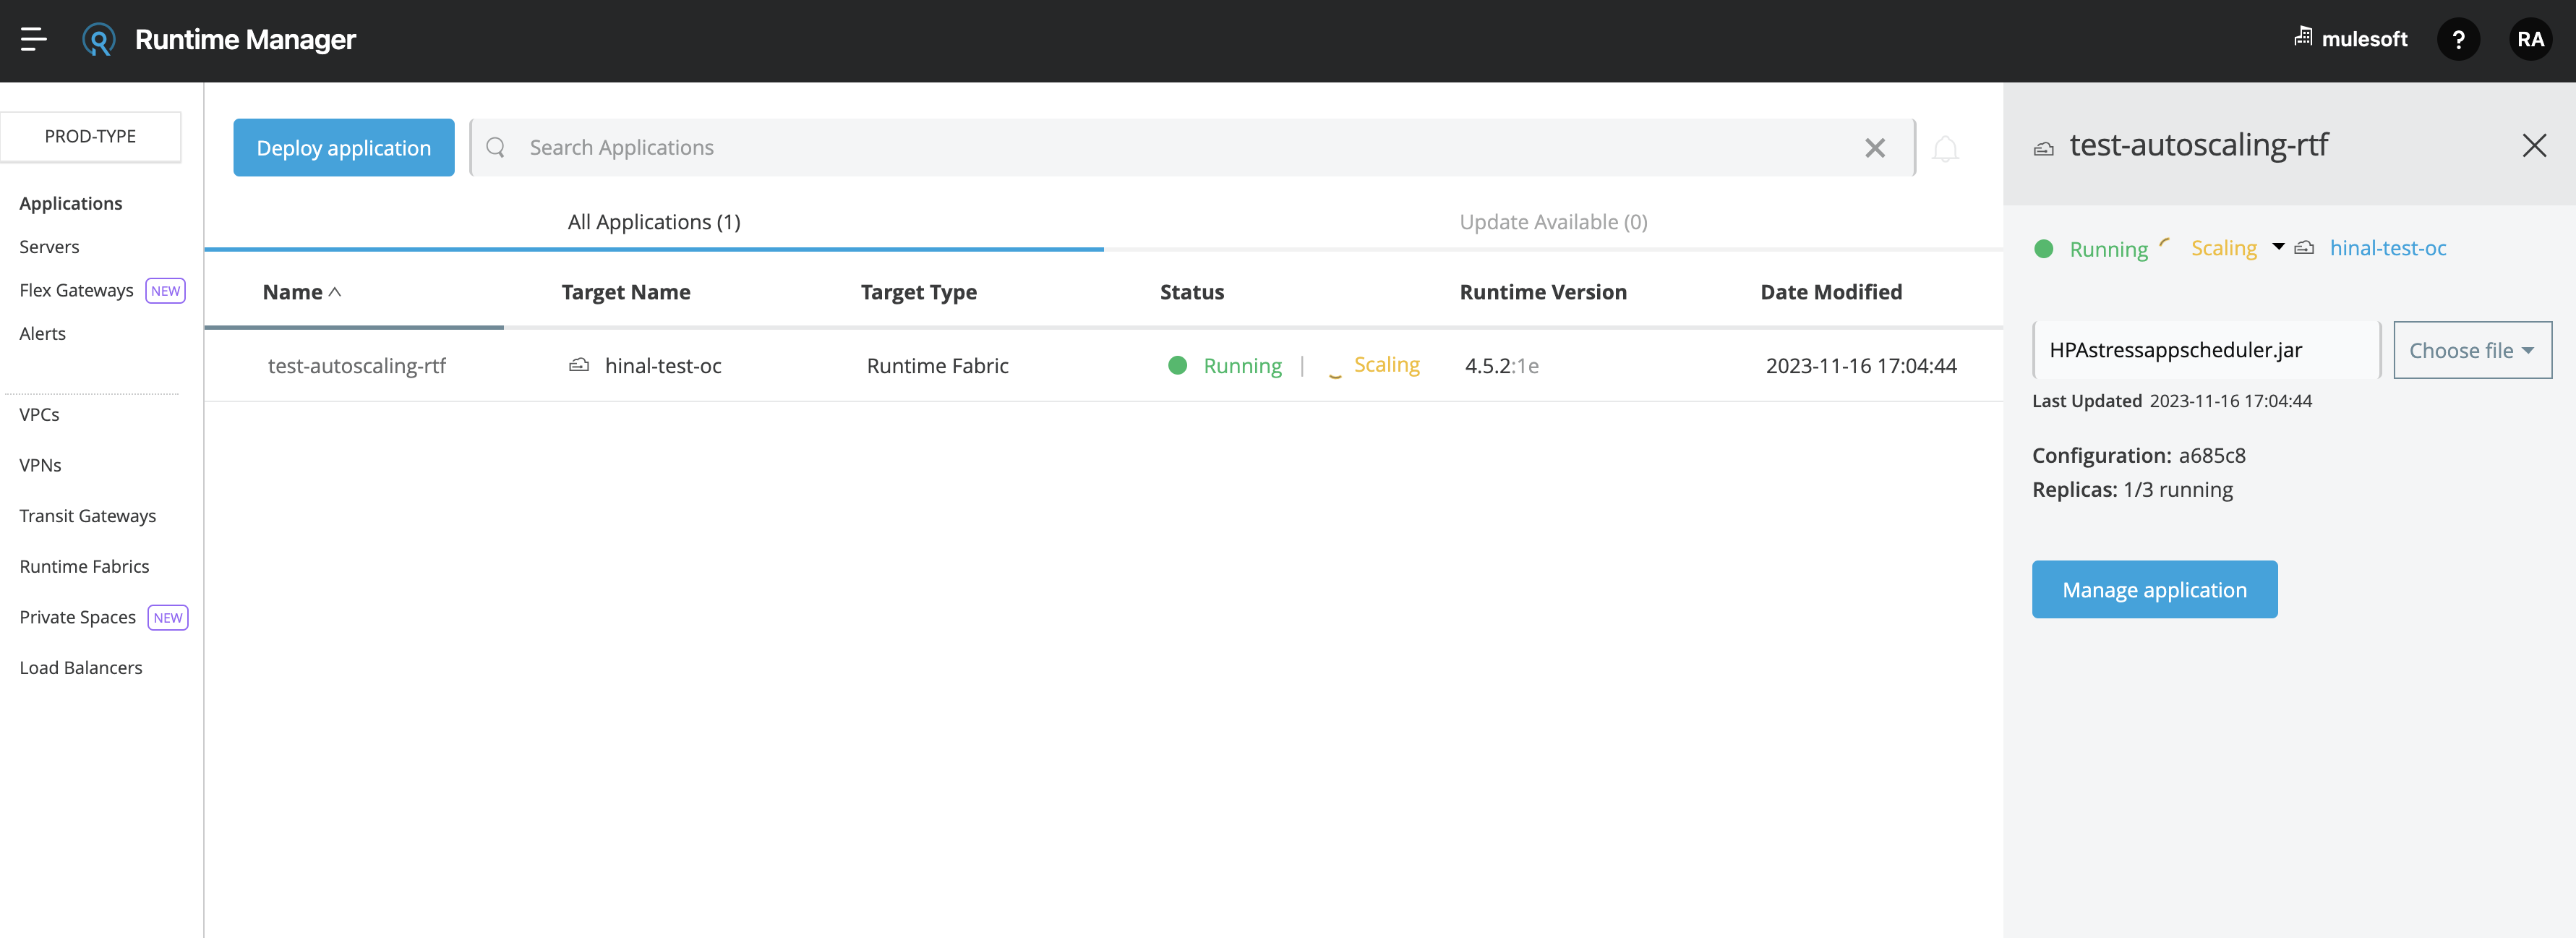 Runtime Manager
mulesoft
?
RA
PROD-TYPE
Applications
Servers
Flex Gateways NEW
Alerts
VPCs
VPNs
Transit Gateways
Runtime Fabrics
Private Spaces NEW
Load Balancers
Deploy application
Search Applications
All Applications (1)
Update Available (0)
Name Target Name Target Type Status Runtime Version Date Modified
test-autoscaling-rtf hinal-test-oc Runtime Fabric Running | Scaling 4.5.2:1e 2023-11-16 17:04:44
test-autoscaling-rtf
Running Scaling hinal-test-oc
HPAstressappscheduler.jar Choose file
Last Updated 2023-11-16 17:04:44
Configuration: a685c8
Replicas: 1/3 running
Manage application